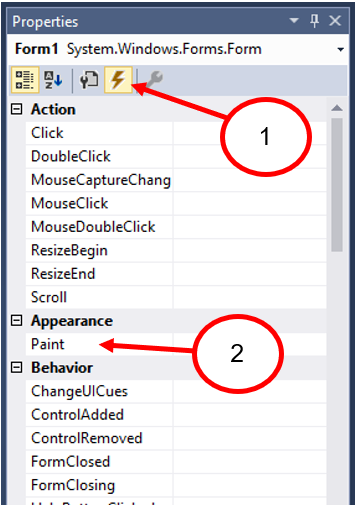 Properties
Form1 System.Windows.Forms.Form
Action
Click
DoubleClick
MouseCaptureChang
MouseClick
MouseDoubleClick
ResizeBegin
ResizeEnd
Scroll
Appearance
Paint
Behavior
ChangeUICues
ControlAdded
ControlRemoved
FormClosed
FormClosing
1
2